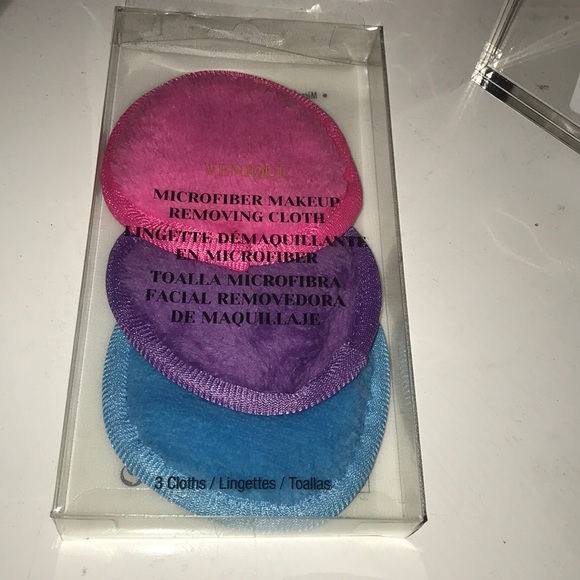 MICROFIBER MAKEUP
REMOVING CLOTH
LINGETTE DÉMAQUILLANTE
EN MICROFIBER
TOALLA MICROFIBRA
FACIAL REMOVEDORA
DE MAQUILLAJE
3 Cloths / Lingettes / Toallas